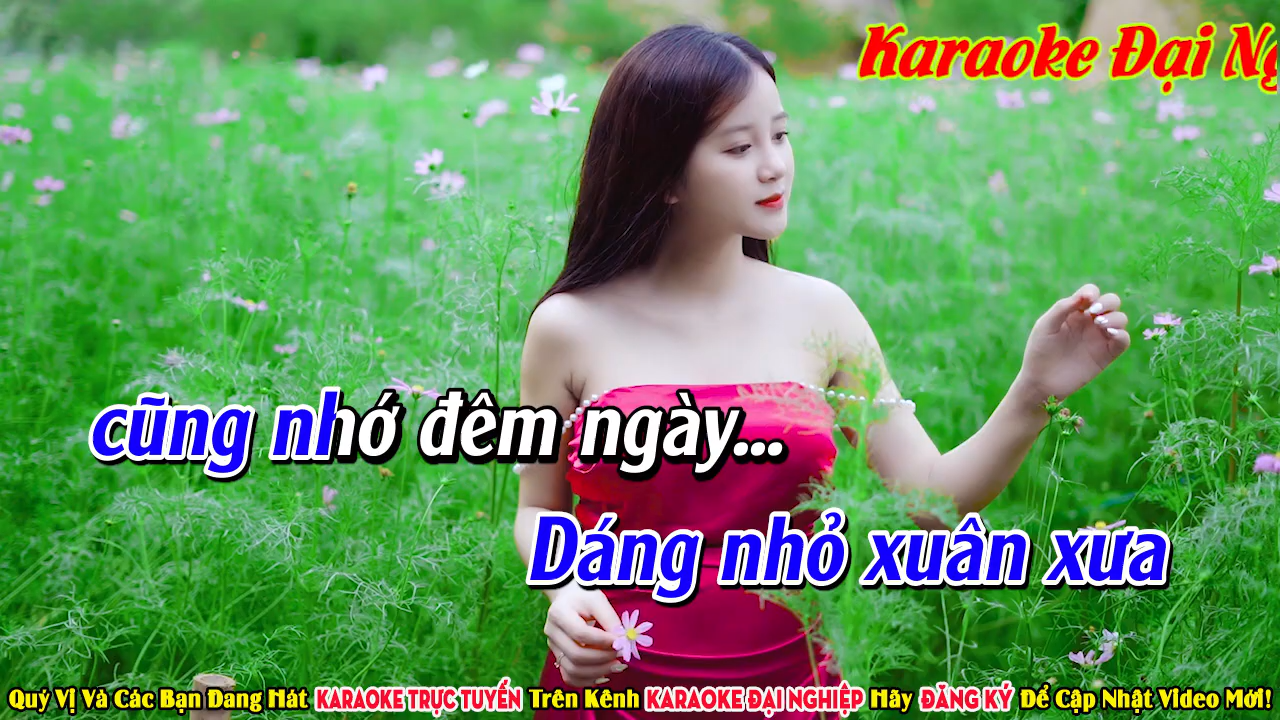 Karaoke Đại Ng
cũng nhớ đêm ngày...
Dáng nhỏ xuân xưa
Quý Vị Và Các Bạn Đang Hát KARAOKE TRỰC TUYẾN Trên Kênh KARAOKE ĐẠI NGHIỆP Hãy ĐĂNG KÝ Để Cập Nhật Video Mới!